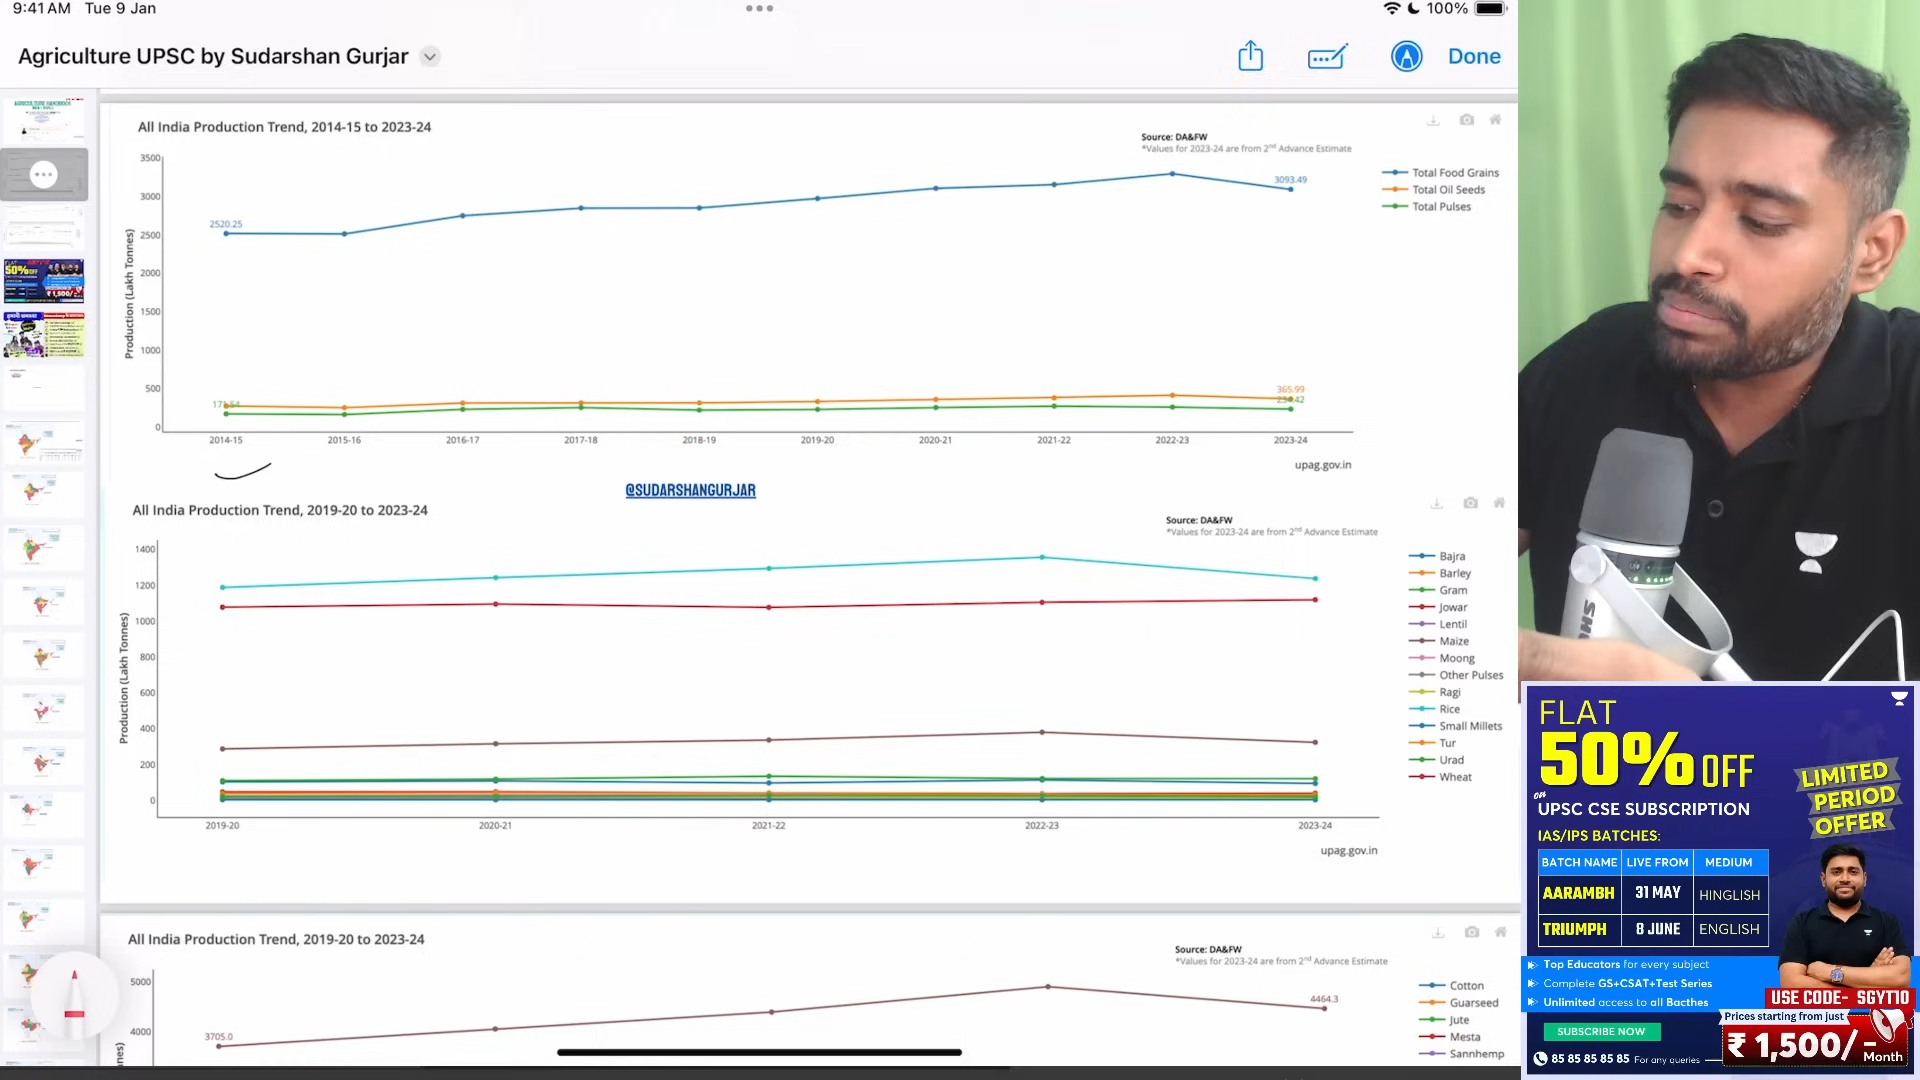 9:41 AM Tue 9 Jan
100%
Agriculture UPSC by Sudarshan Gurjar
Done
All India Production Trend, 2014-15 to 2023-24
Source: DA&FW
*Values for 2023-24 are from 2nd Advance Estimate
Production (Lakh Tonnes)
3500
3000
2500
2000
1500
1000
500
0
2520.25
3093.49
365.99
Total Food Grains
Total Oil Seeds
Total Pulses
2014-15 2015-16 2016-17 2017-18 2018-19 2019-20 2020-21 2021-22 2022-23 2023-24
upag.gov.in
@SUDARSHANGURJAR
All India Production Trend, 2019-20 to 2023-24
Source: DA&FW
*Values for 2023-24 are from 2nd Advance Estimate
Production (Lakh Tonnes)
1400
1200
1000
800
600
400
200
0
Bajra
Barley
Gram
Jowar
Lentil
Maize
Moong
Other Pulses
Ragi
Rice
Small Millets
Tur
Urad
Wheat
2019-20 2020-21 2021-22 2022-23 2023-24
upag.gov.in
All India Production Trend, 2019-20 to 2023-24
Source: DA&FW
*Values for 2023-24 are from 2nd Advance Estimate
5000
4000
3705.0
4464.3
Cotton
Guarseed
Jute
Mesta
Sannhemp
FLAT
50% OFF
on
UPSC CSE SUBSCRIPTION
LIMITED
PERIOD
OFFER
IAS/IPS BATCHES:
BATCH NAME LIVE FROM MEDIUM
AARAMBH 31 MAY HINGLISH
TRIUMPH 8 JUNE ENGLISH
Top Educators for every subject
Complete GS+CSAT+Test Series
Unlimited access to all Bacthes
USE CODE- SGYT10
Prices starting from just
₹ 1,500/- Month
SUBSCRIBE NOW
85 85 85 85 85 For any queries